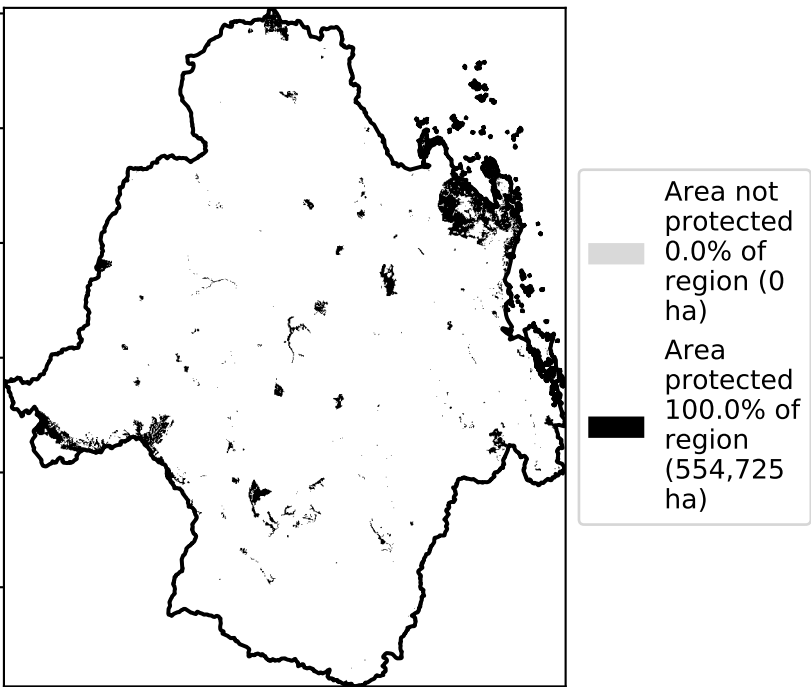 Area not
protected
0.0% of
region (0
ha)
Area
protected
100.0% of
region
(554,725
ha)